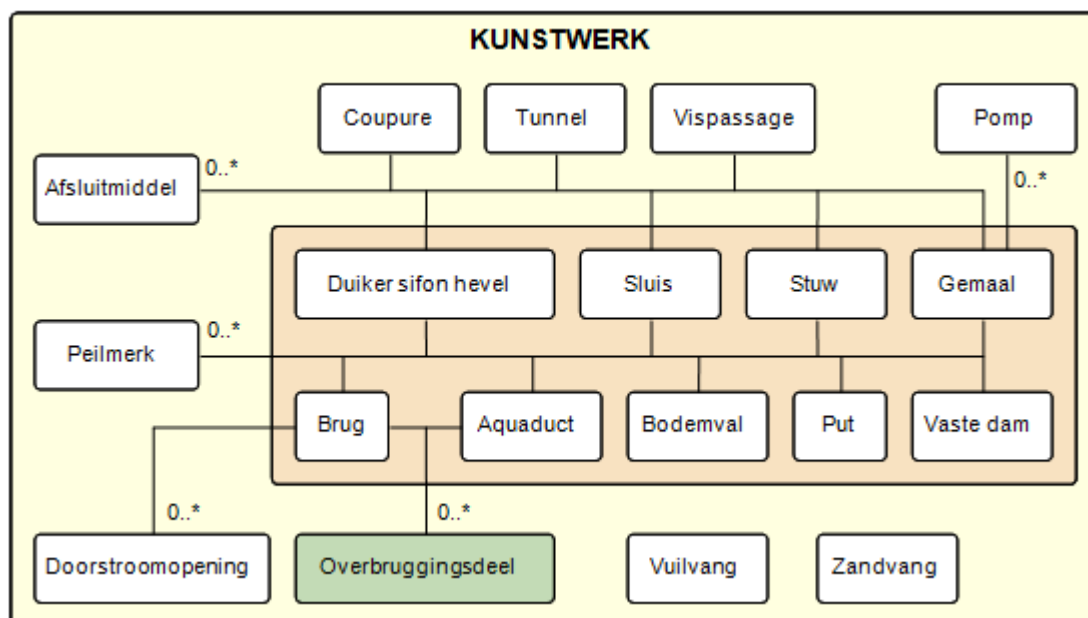 KUNSTWERK
Coupure
Tunnel
Vispassage
Pomp
Afsluitmiddel
0..*
0..*
Duiker sifon hevel
Sluis
Stuw
Gemaal
Peilmerk
0..*
Brug
Aquaduct
Bodemval
Put
Vaste dam
0..*
0..*
Doorstroomopening
Overbruggingsdeel
Vuilvang
Zandvang